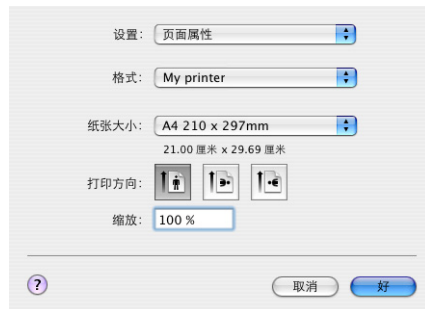 设置: 页面属性
格式: My printer
纸张大小: A4 210 x 297mm
21.00 厘米 x 29.69 厘米
打印方向:
缩放: 100 %
? 取消 好